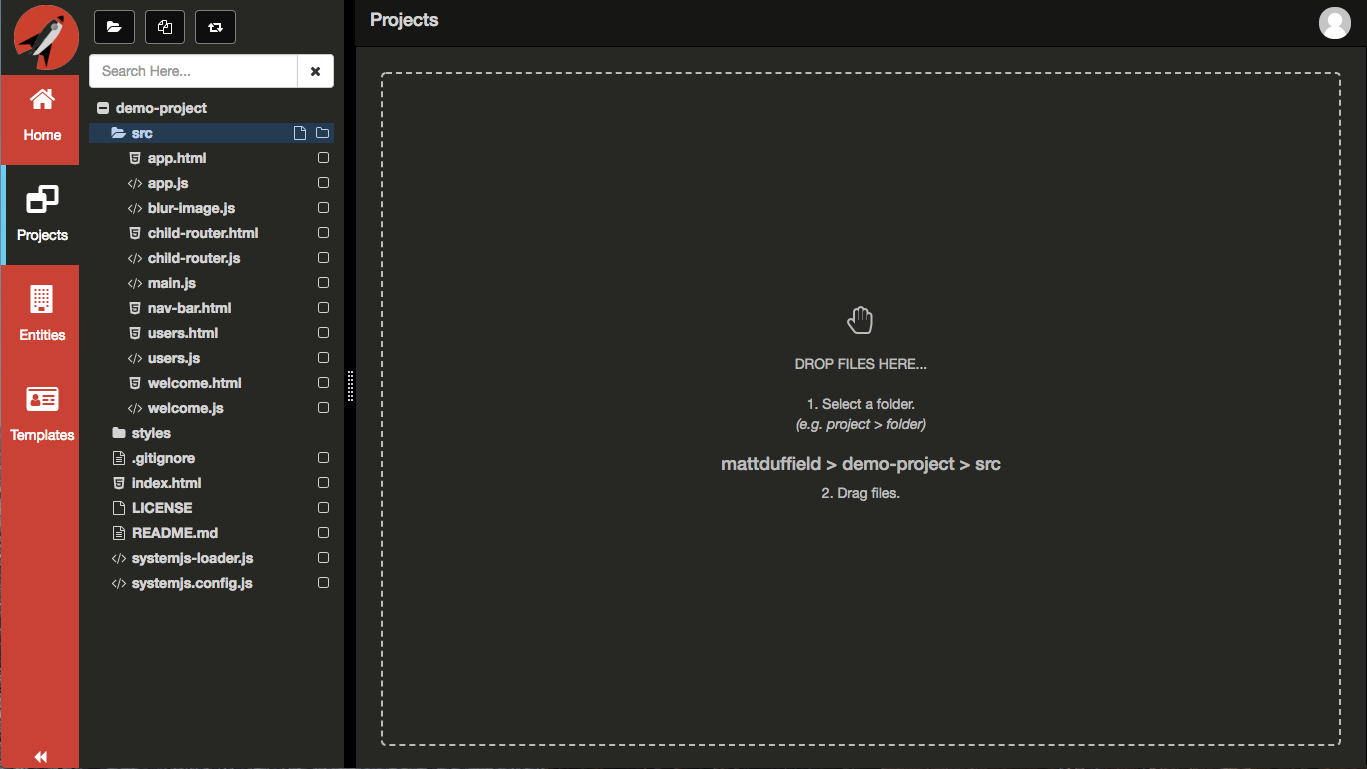 Projects
Search Here...
Home
Projects
Entities
Templates
demo-project
src
app.html
app.js
blur-image.js
child-router.html
child-router.js
main.js
nav-bar.html
users.html
users.js
welcome.html
welcome.js
styles
.gitignore
index.html
LICENSE
README.md
systemjs-loader.js
systemjs.config.js
DROP FILES HERE...
1. Select a folder.
(e.g. project > folder)
mattduffield > demo-project > src
2. Drag files.